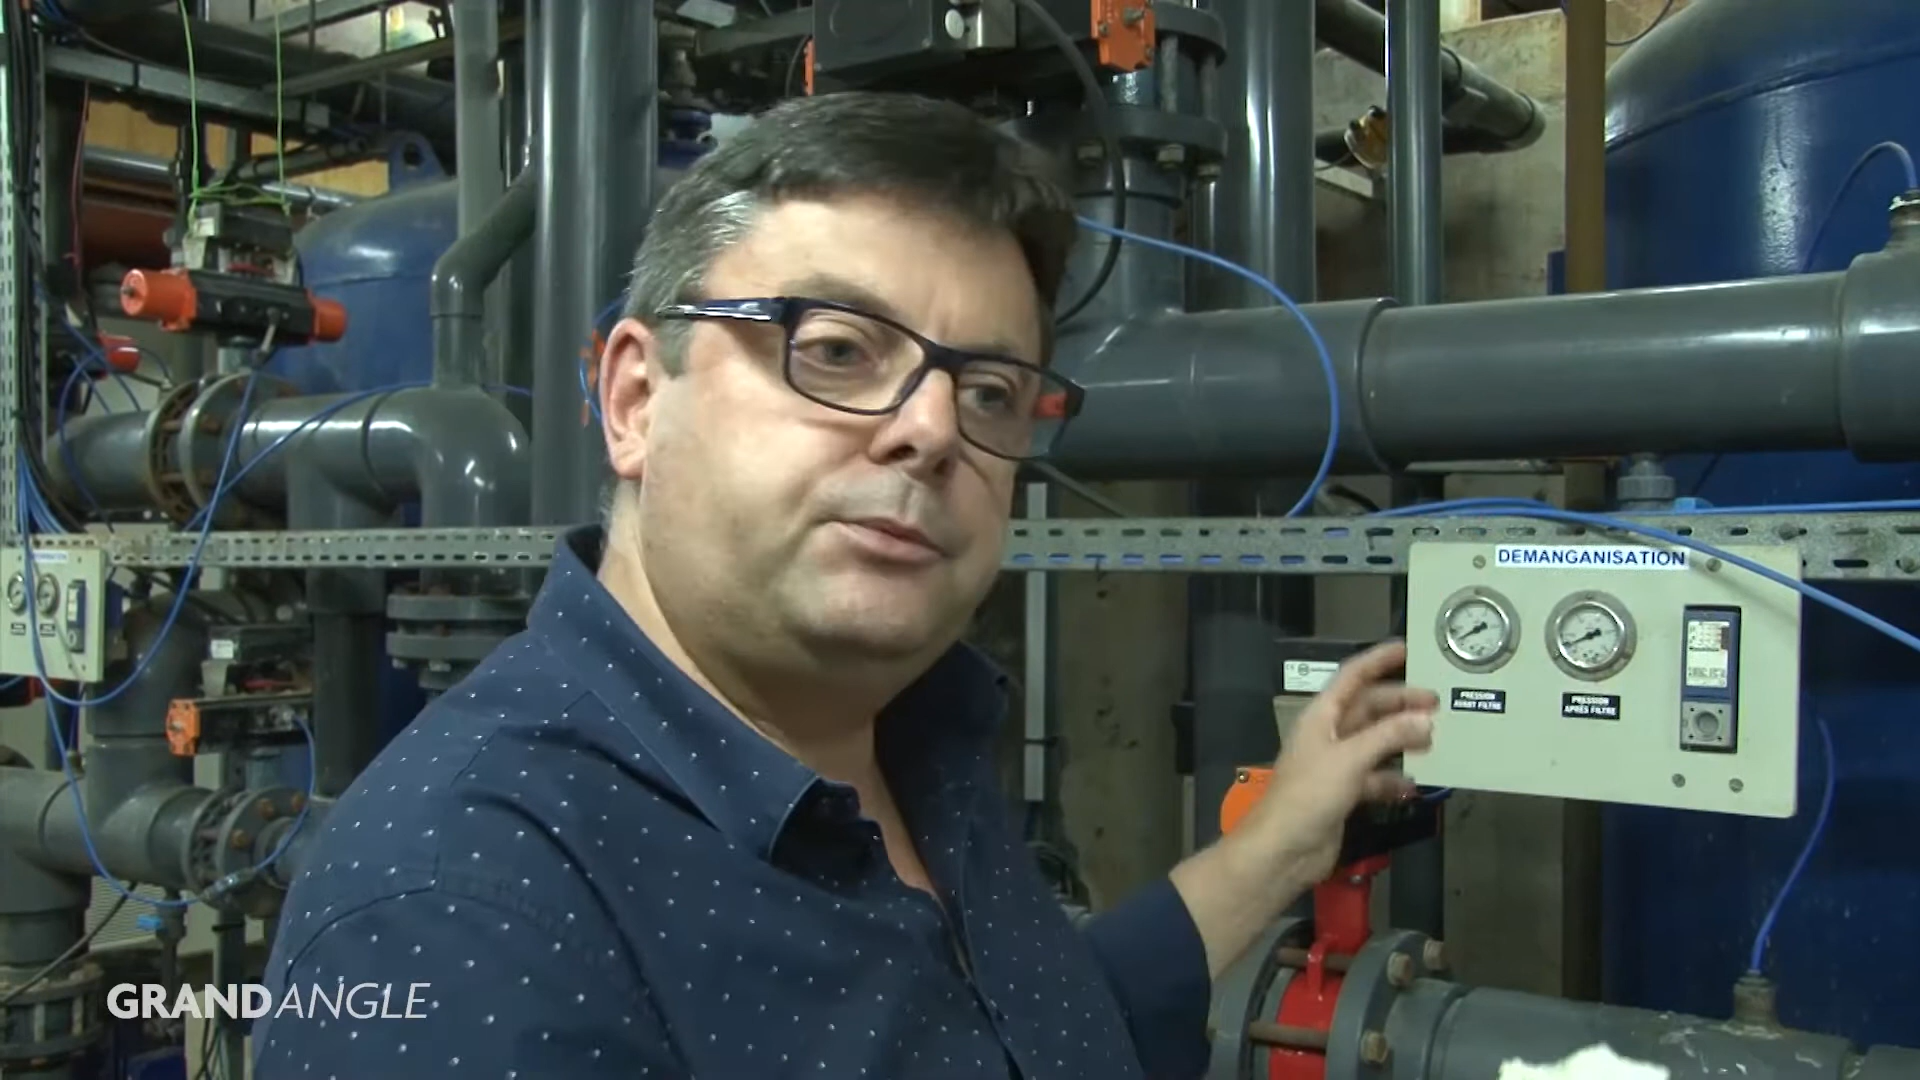 DEMANGANISATION
PRESSION
AVANT FILTRE
PRESSION
APRÈS FILTRE
GRANDANGLE